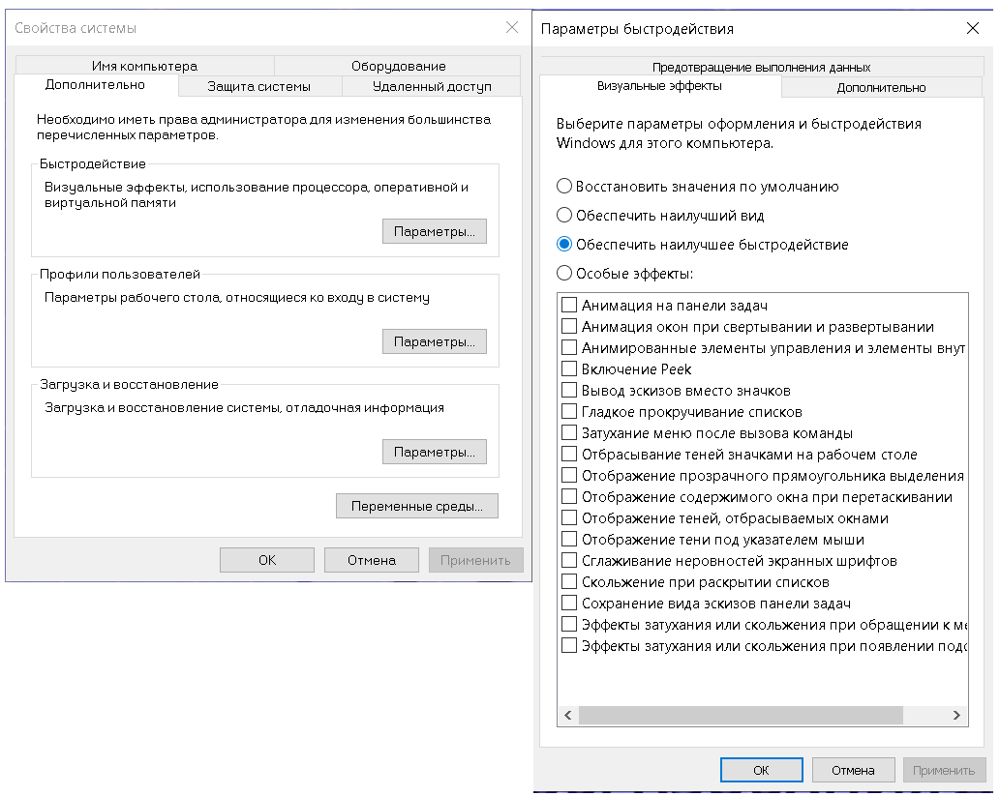 Свойства системы
Имя компьютера
Оборудование
Дополнительно
Защита системы
Удаленный доступ
Необходимо иметь права администратора для изменения большинства
перечисленных параметров.
Быстродействие
Визуальные эффекты, использование процессора, оперативной и
виртуальной памяти
Параметры...
Профили пользователей
Параметры рабочего стола, относящиеся ко входу в систему
Параметры...
Загрузка и восстановление
Загрузка и восстановление системы, отладочная информация
Параметры...
Переменные среды...
ОК
Отмена
Применить
Параметры быстродействия
Предотвращение выполнения данных
Визуальные эффекты
Дополнительно
Выберите параметры оформления и быстродействия
Windows для этого компьютера.
Восстановить значения по умолчанию
Обеспечить наилучший вид
Обеспечить наилучшее быстродействие
Особые эффекты:
Анимация на панели задач
Анимация окон при свертывании и развертывании
Анимированные элементы управления и элементы внут
Включение Peek
Вывод эскизов вместо значков
Гладкое прокручивание списков
Затухание меню после вызова команды
Отбрасывание теней значками на рабочем столе
Отображение прозрачного прямоугольника выделения
Отображение содержимого окна при перетаскивании
Отображение теней, отбрасываемых окнами
Отображение тени под указателем мыши
Сглаживание неровностей экранных шрифтов
Скольжение при раскрытии списков
Сохранение вида эскизов панели задач
Эффекты затухания или скольжения при обращении к ме
Эффекты затухания или скольжения при появлении подс
ОК
Отмена
Применить